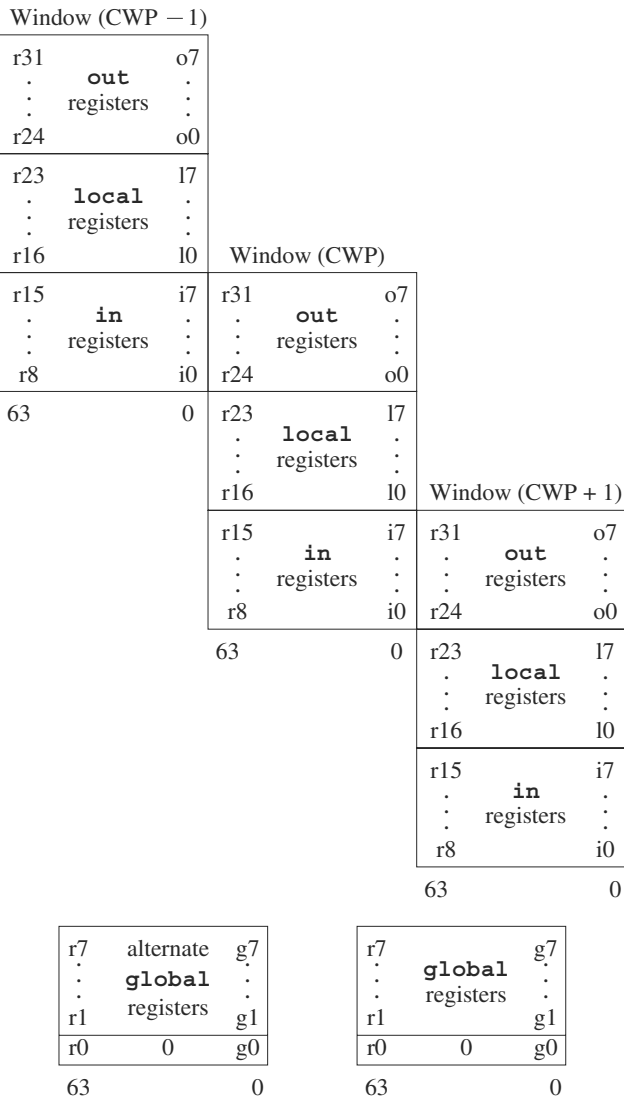 Window (CWP − 1)
r31 out o7
. .
: registers :
r24 o0
r23 local l7
. .
: registers :
r16 l0
Window (CWP)
r15 in i7
. .
: registers :
r8 i0
63 0
r31 out o7
. .
: registers :
r24 o0
r23 local l7
. .
: registers :
r16 l0
Window (CWP + 1)
r15 in i7
. .
: registers :
r8 i0
63 0
r31 out o7
. .
: registers :
r24 o0
r23 local l7
. .
: registers :
r16 l0
r15 in i7
. .
: registers :
r8 i0
63 0
r7 alternate g7
. global .
: registers :
r1 g1
r0 0 g0
63 0
r7 g7
. global .
: registers :
r1 g1
r0 0 g0
63 0